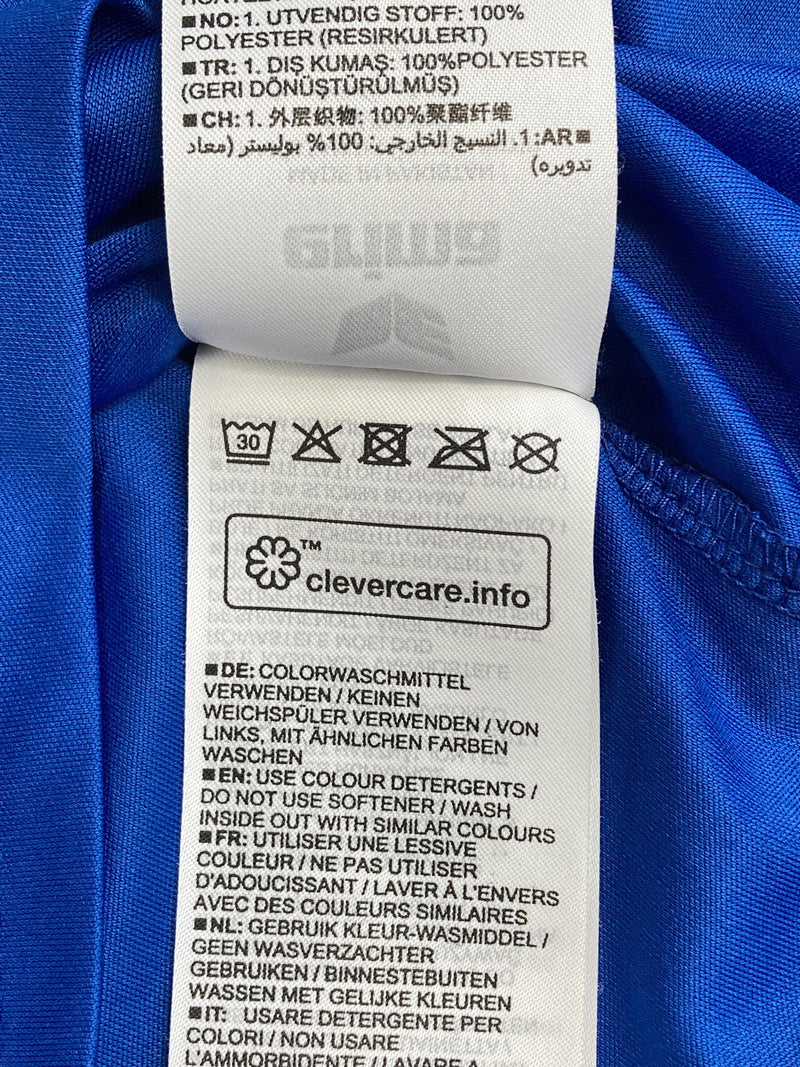 ■NO: 1. UTVENDIG STOFF: 100%
POLYESTER (RESIRKULERT)
■TR: 1. DIŞ KUMAŞ: 100%POLYESTER
(GERI DÖNÜŞTÜRÜLMÜŞ)
■CH: 1. 外层织物: 100%聚酯纤维
■AR: 1. النسيج الخارجي: 100% بوليستر (معاد
تدويره)
erima
30
™
clevercare.info
■DE: COLORWASCHMITTEL
VERWENDEN / KEINEN
WEICHSPÜLER VERWENDEN / VON
LINKS, MIT ÄHNLICHEN FARBEN
WASCHEN
■EN: USE COLOUR DETERGENTS /
DO NOT USE SOFTENER / WASH
INSIDE OUT WITH SIMILAR COLOURS
■FR: UTILISER UNE LESSIVE
COULEUR / NE PAS UTILISER
D'ADOUCISSANT / LAVER À L'ENVERS
AVEC DES COULEURS SIMILAIRES
■NL: GEBRUIK KLEUR-WASMIDDEL /
GEEN WASVERZACHTER
GEBRUIKEN / BINNESTEBUITEN
WASSEN MET GELIJKE KLEUREN
■IT: USARE DETERGENTE PER
COLORI / NON USARE
L'AMMORBIDENTE / LAVARE A